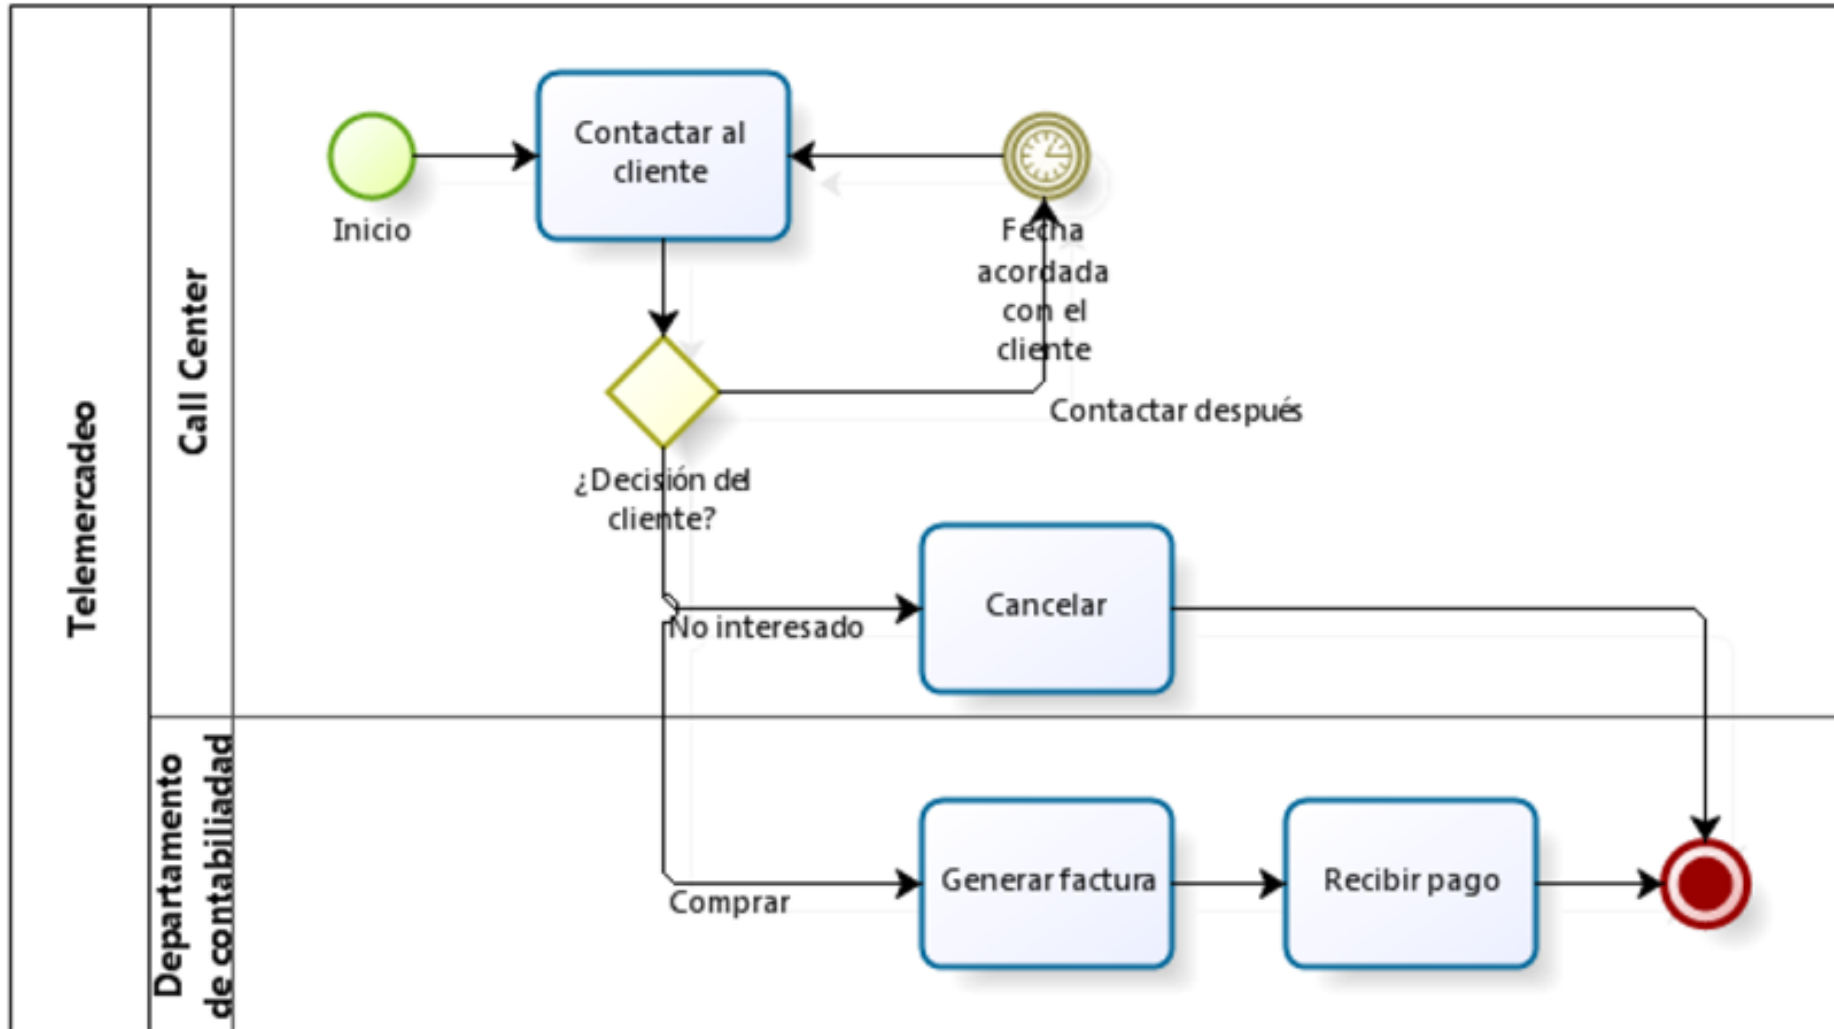 Telemercadeo
Call Center
Contactar al
cliente
Inicio
Fecha
acordada
con el
cliente
Contactar después
¿Decisión del
cliente?
No interesado
Cancelar
Departamento
de contabiliadad
Comprar
Generar factura
Recibir pago